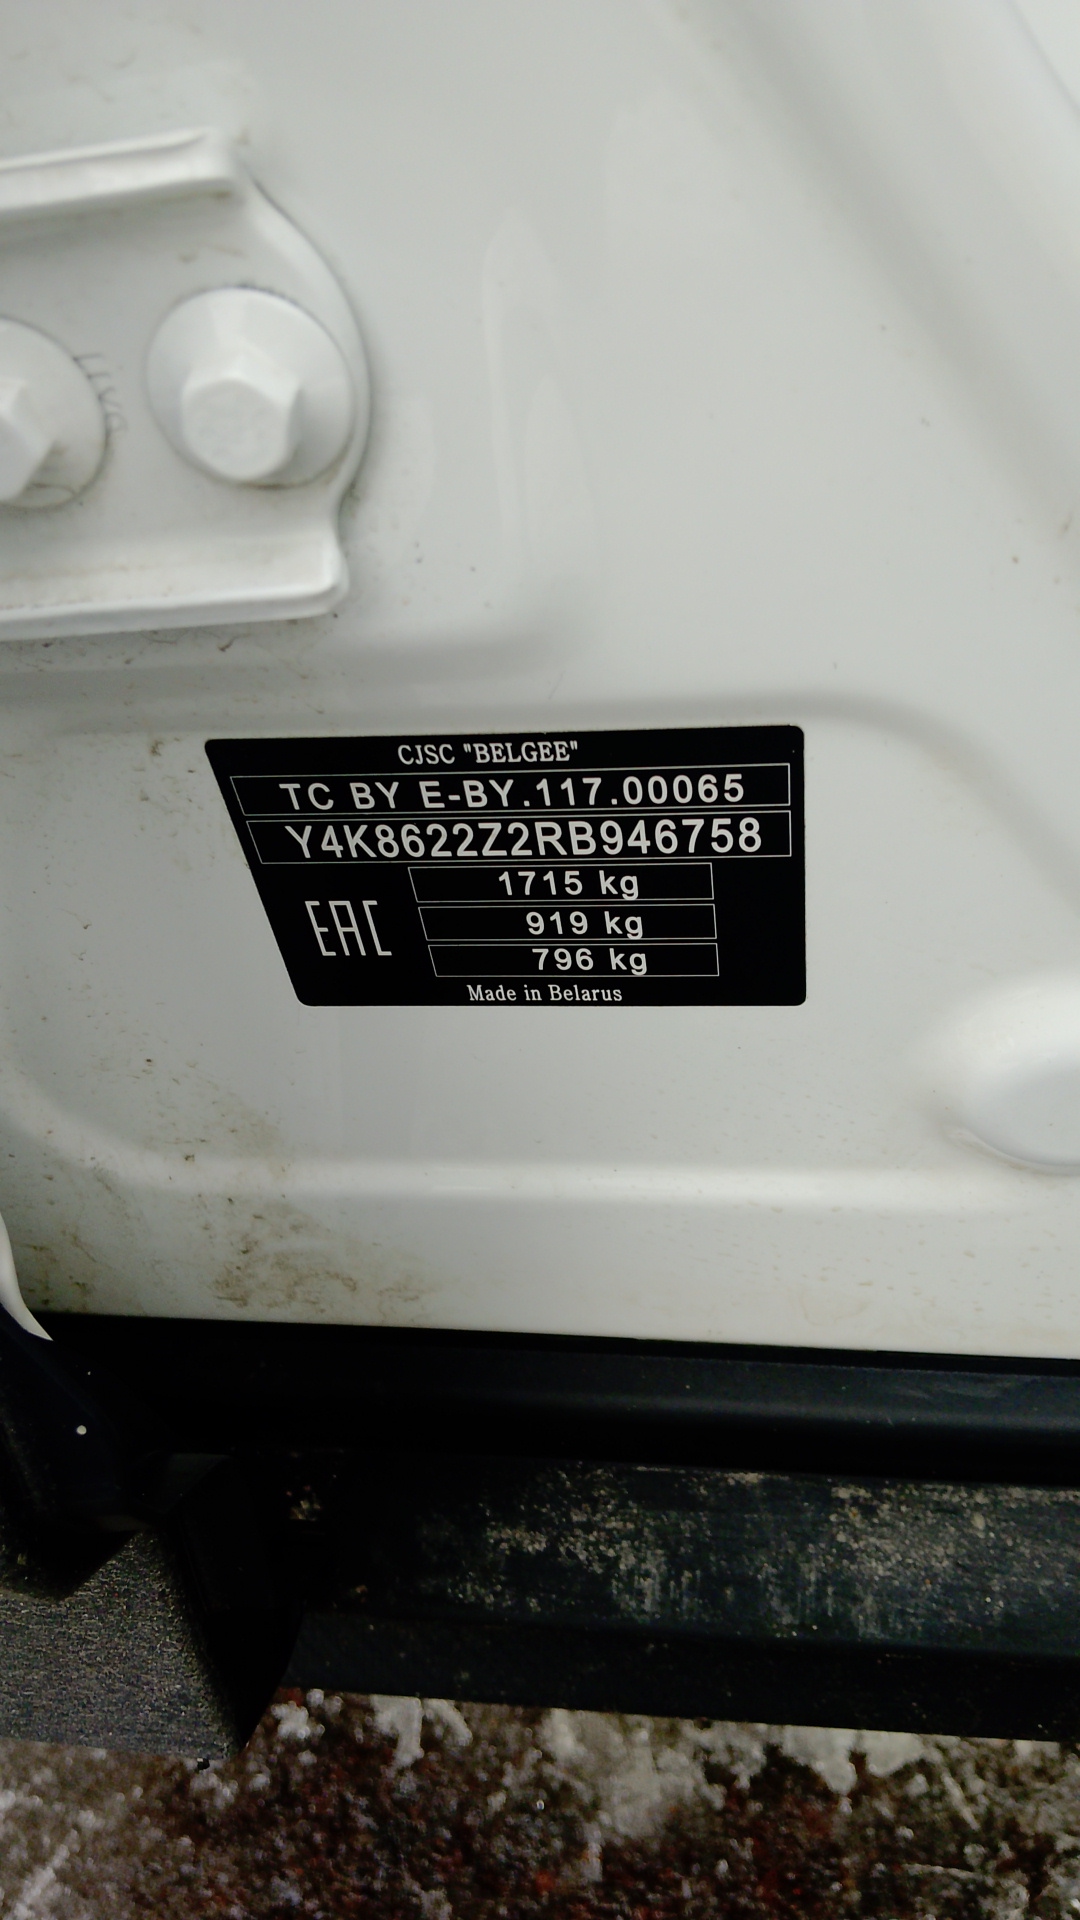 CJSC "BELGEE"
TC BY E-BY.117.00065
Y4K8622Z2RB946758
1715 kg
EAC
919 kg
796 kg
Made in Belarus